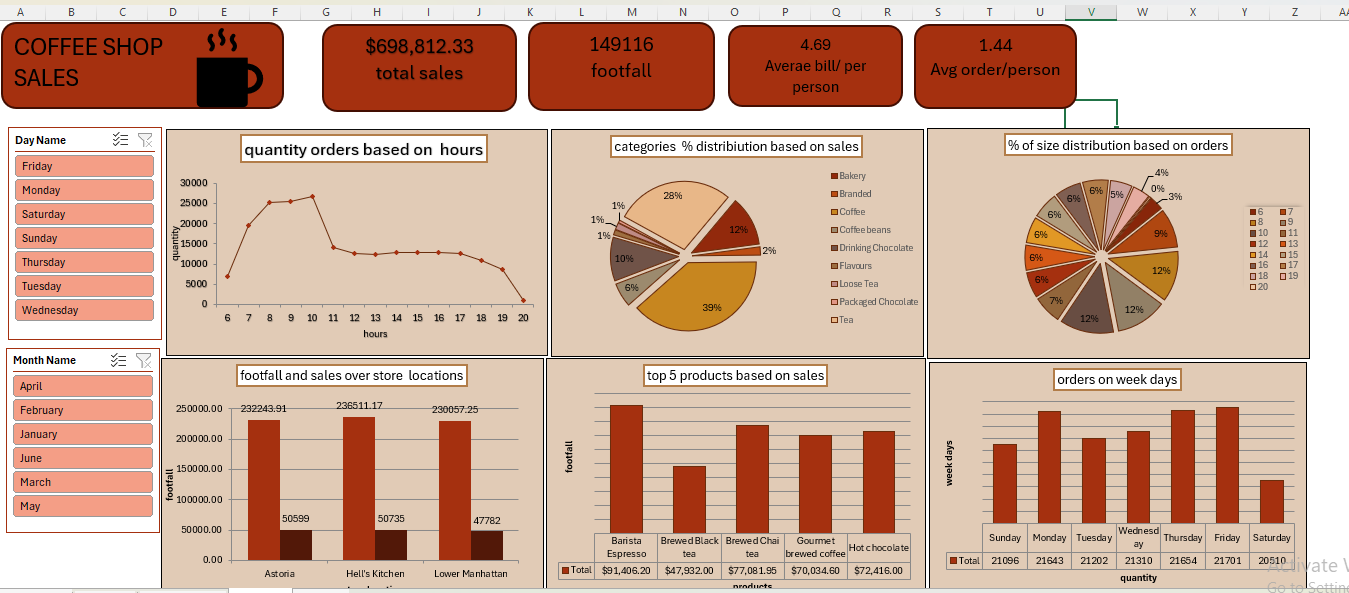 A B C D E F G H I J K L M N O P Q R S T U V W X Y Z AA
COFFEE SHOP
SALES
$698,812.33
total sales
149116
footfall
4.69
Averae bill/ per
person
1.44
Avg order/person
Day Name
Friday
Monday
Saturday
Sunday
Thursday
Tuesday
Wednesday
Month Name
April
February
January
June
March
May
quantity orders based on hours
30000
25000
20000
15000
10000
5000
0
quantity
6 7 8 9 10 11 12 13 14 15 16 17 18 19 20
hours
categories % distribiution based on sales
28%
12%
2%
39%
6%
10%
1%
1%
1%
Bakery
Branded
Coffee
Coffee beans
Drinking Chocolate
Flavours
Loose Tea
Packaged Chocolate
Tea
% of size distribution based on orders
4%
0%
3%
9%
12%
12%
12%
7%
6%
6%
6%
6%
6%
6%
5%
6 7
8 9
10 11
12 13
14 15
16 17
18 19
20
footfall and sales over store locations
250000.00
200000.00
150000.00
100000.00
50000.00
0.00
footfall
232243.91
236511.17
230057.25
50599
50735
47782
Astoria Hell's Kitchen Lower Manhattan
top 5 products based on sales
footfall
Barista Espresso
Brewed Black tea
Brewed Chai tea
Gourmet brewed coffee
Hot chocolate
Total $91,406.20 $47,932.00 $77,081.95 $70,034.60 $72,416.00
products
orders on week days
week days
Sunday Monday Tuesday Wednesday Thursday Friday Saturday
Total 21096 21643 21202 21310 21654 21701 20510
quantity
Activate W
Go to Setting